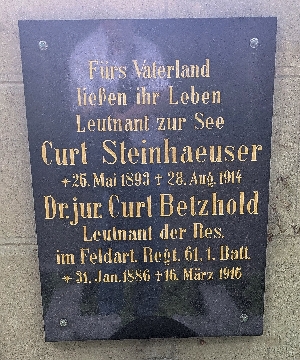 Fürs Vaterland
ließen ihr Leben
Leutnant zur See
Curt Steinhaeuser
* 26. Mai 1893 † 28. Aug. 1914
Dr. jur. Curt Betzhold
Leutnant der Res.
im Feldart. Regt. 61. 1. Batt.
* 31. Jan. 1886 † 16. März 1916